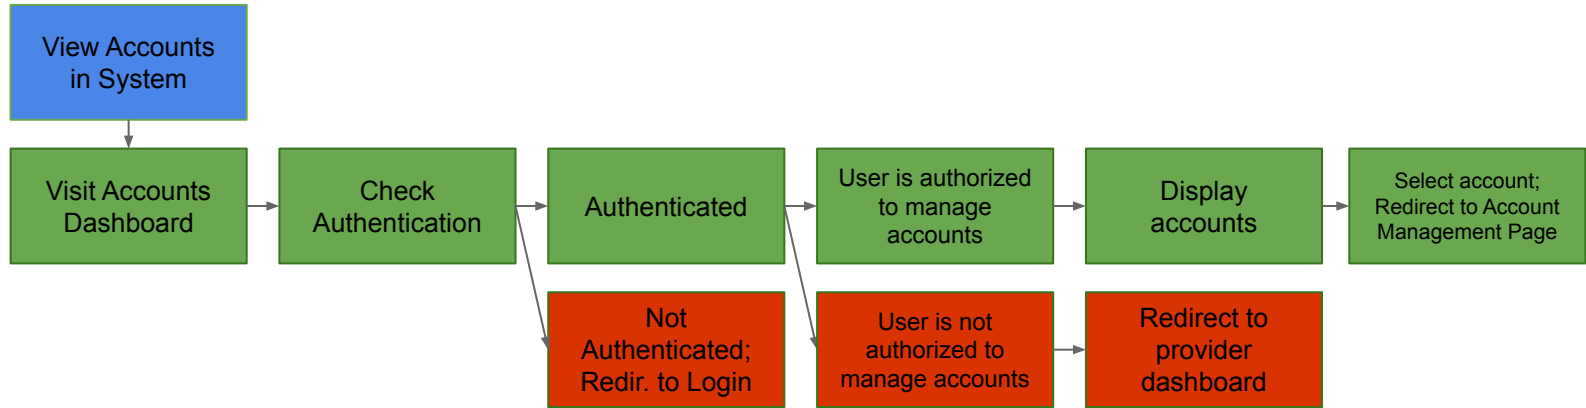 View Accounts
in System
Visit Accounts
Dashboard
Check
Authentication
Authenticated
User is authorized
to manage
accounts
Display
accounts
Select account;
Redirect to Account
Management Page
Not
Authenticated;
Redir. to Login
User is not
authorized to
manage accounts
Redirect to
provider
dashboard